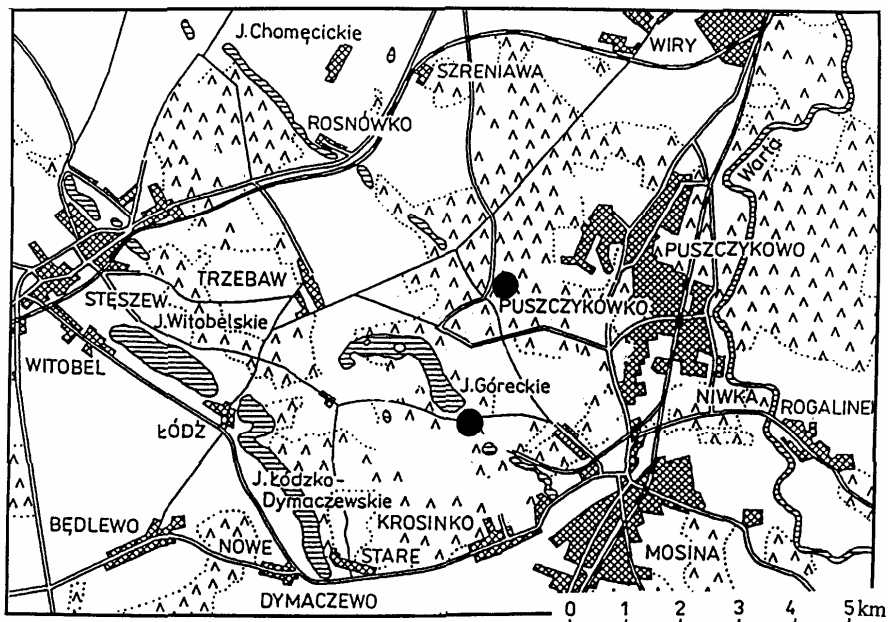 J.Chomęcickie
WIRY
SZRENIAWA
ROSNÓWKO
Warta
PUSZCZYKOWO
TRZEBAW
STĘSZEW
PUSZCZYKÓWKO
J.Witobelskie
WITOBEL
J.Góreckie
NIWKA
ROGALINEK
ŁÓDŹ
J.Łódzko-
Dymaczewskie
BĘDLEWO
KROSINKO
NOWE
STARE
MOSINA
DYMACZEWO
0 1 2 3 4 5km